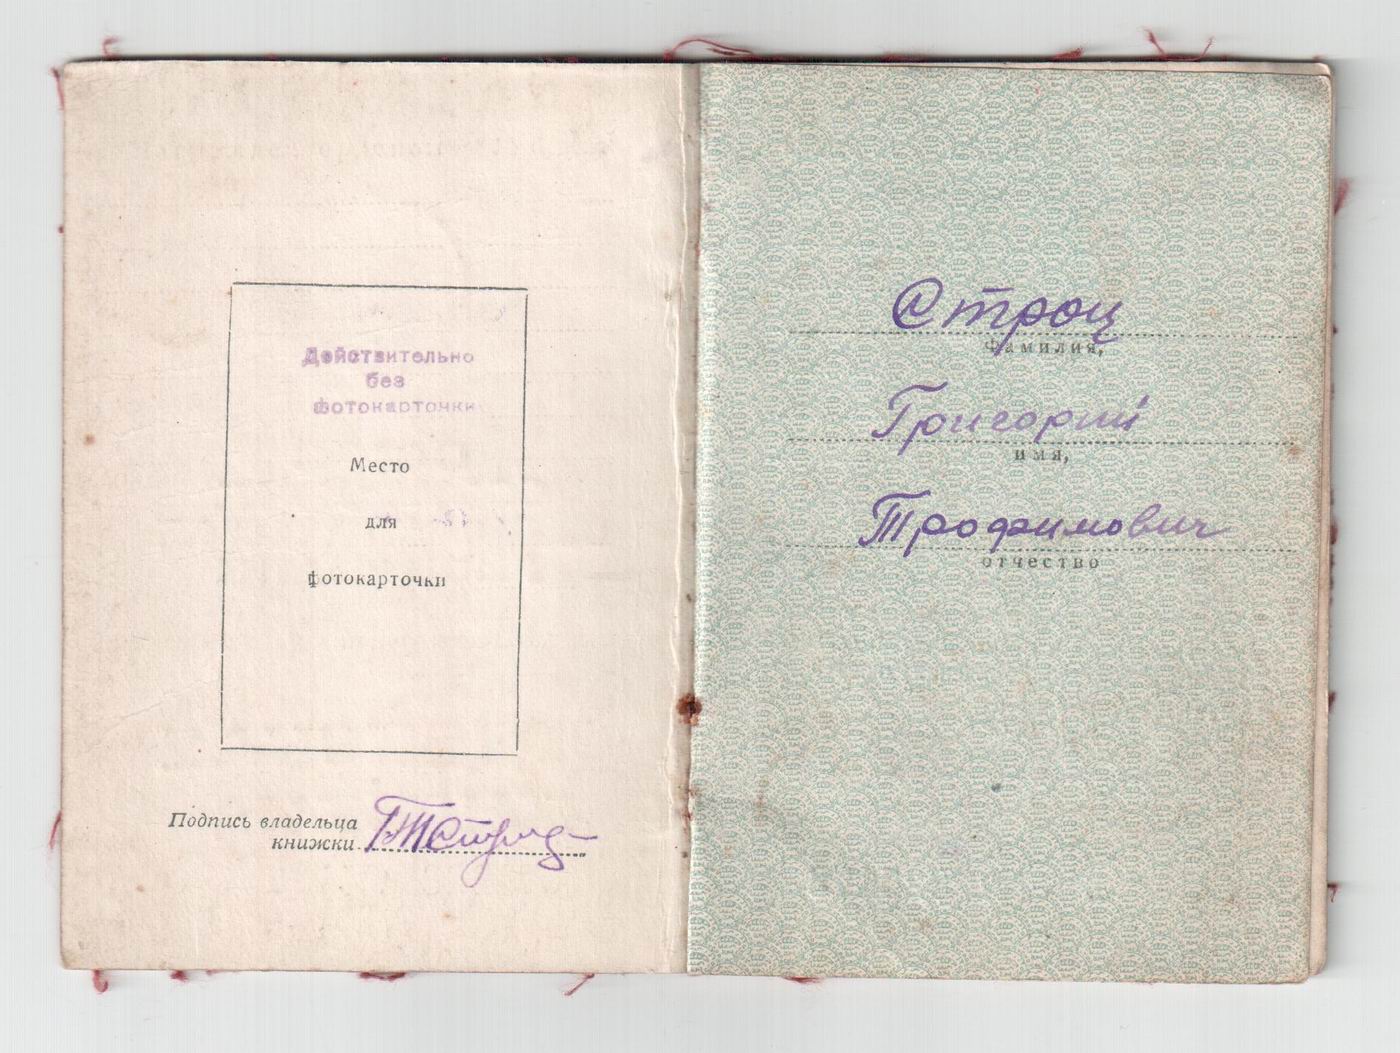 Действительно
без
фотокарточки
Место
для
фотокарточки
Подпись владельца
книжки
Строц
Фамилия,
Григорий
имя,
Трофимович
отчество